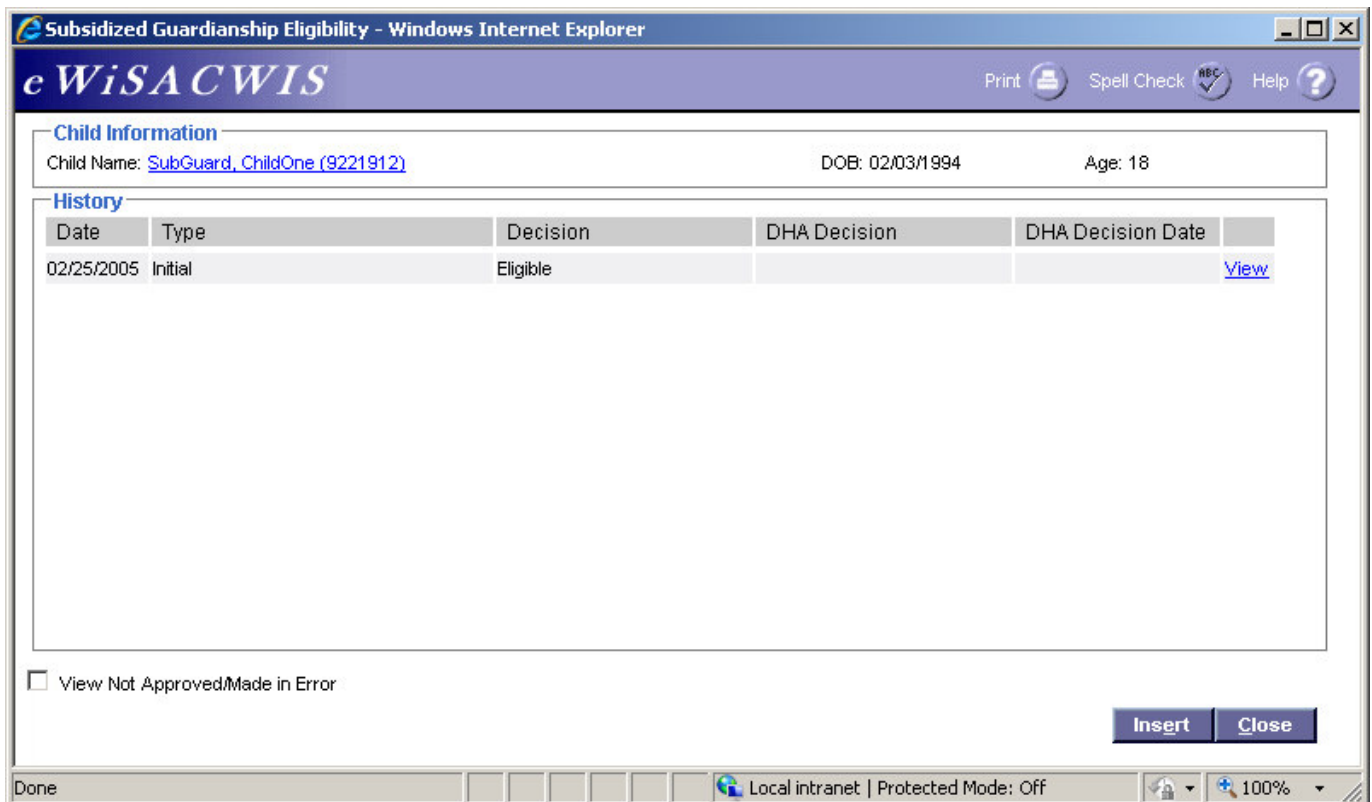 Subsidized Guardianship Eligibility - Windows Internet Explorer
e WiSACWIS Print Spell Check ABC Help ?
Child Information
Child Name: SubGuard, ChildOne (9221912) DOB: 02/03/1994 Age: 18
History
Date Type Decision DHA Decision DHA Decision Date
02/25/2005 Initial Eligible View
View Not Approved/Made in Error
Insert Close
Done Local intranet | Protected Mode: Off 100%